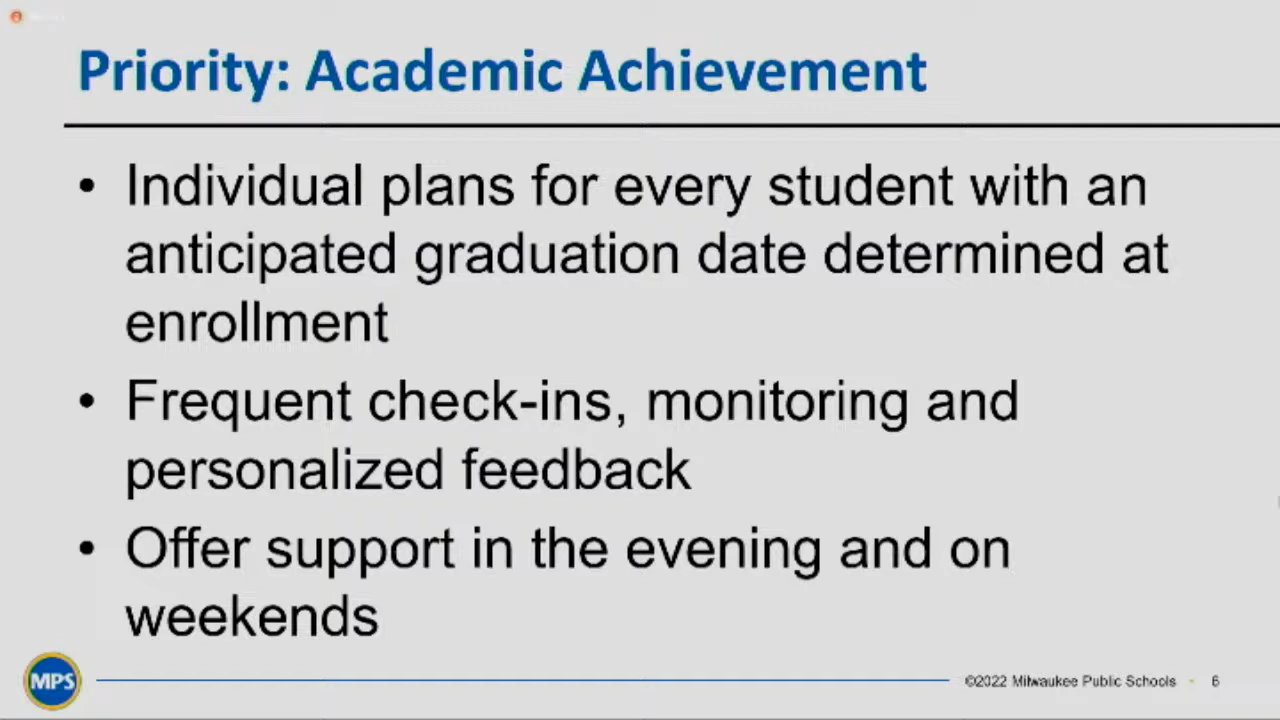 Priority: Academic Achievement
• Individual plans for every student with an
anticipated graduation date determined at
enrollment
• Frequent check-ins, monitoring and
personalized feedback
• Offer support in the evening and on
weekends
MPS
©2022 Milwaukee Public Schools • 6